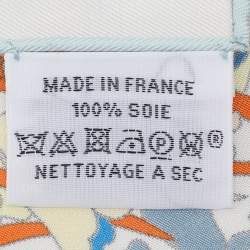 MADE IN FRANCE
100% SOIE
®
NETTOYAGE A SEC